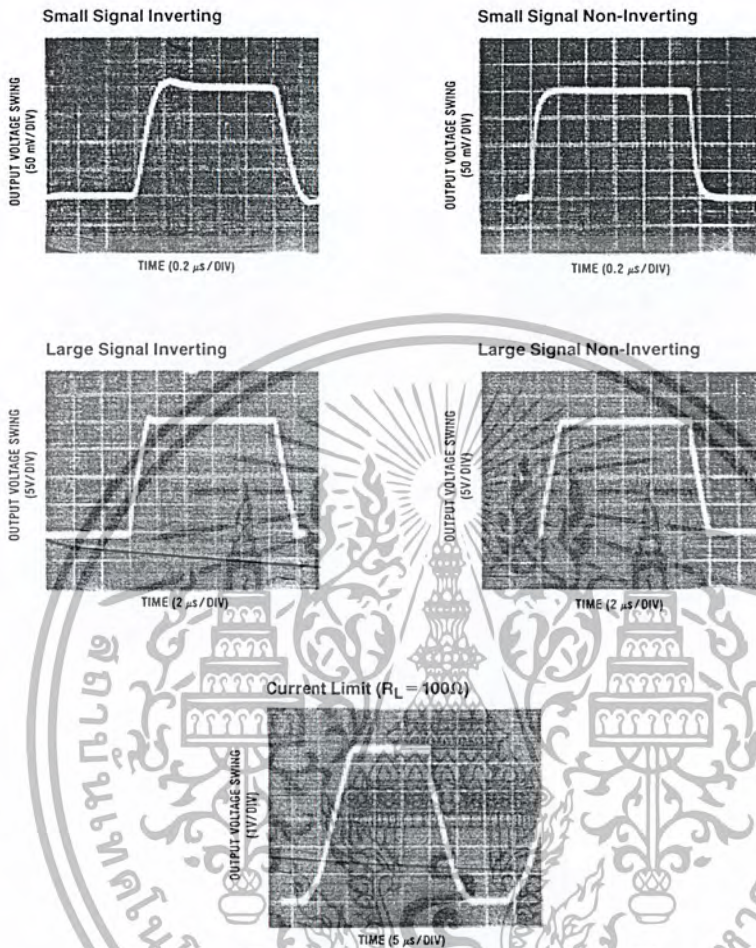 Small Signal Inverting
OUTPUT VOLTAGE SWING
(50 mV/DIV)
TIME (0.2 µs/DIV)
Small Signal Non-Inverting
OUTPUT VOLTAGE SWING
(50 mV/DIV)
TIME (0.2 µs/DIV)
Large Signal Inverting
OUTPUT VOLTAGE SWING
(5V/DIV)
TIME (2 µs/DIV)
Large Signal Non-Inverting
OUTPUT VOLTAGE SWING
(5V/DIV)
TIME (2 µs/DIV)
Current Limit (RL = 100Ω)
OUTPUT VOLTAGE SWING
(1V/DIV)
TIME (5 µs/DIV)